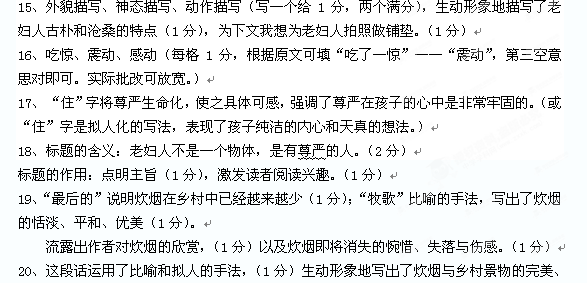 15、外貌描写、神态描写、动作描写（写一个给 1 分，两个满分），生动形象地描写了老
妇人古朴和沧桑的特点（1 分），为下文我想为老妇人拍照做铺垫。（1 分）
16、吃惊、震动、感动（每格 1 分，根据原文可填“吃了一惊”——“震动”，第三空意
思对即可。实际批改可放宽。）
17、“住”字将尊严生命化，使之具体可感，强调了尊严在孩子的心中是非常牢固的。（或
“住”字是拟人化的写法，表现了孩子纯洁的内心和天真的想法。）
18、标题的含义：老妇人不是一个物体，是有尊严的人。（2 分）
标题的作用：点明主旨（1 分），激发读者阅读兴趣。（1 分）
19、“最后的”说明炊烟在乡村中已经越来越少（1 分）；“牧歌”比喻的手法，写出了炊烟
的恬淡、平和、优美（1 分）。
流露出作者对炊烟的欣赏，（1 分）以及炊烟即将消失的惋惜、失落与伤感。（1 分）
20、这段话运用了比喻和拟人的手法，（1 分）生动形象地写出了炊烟与乡村景物的完美、